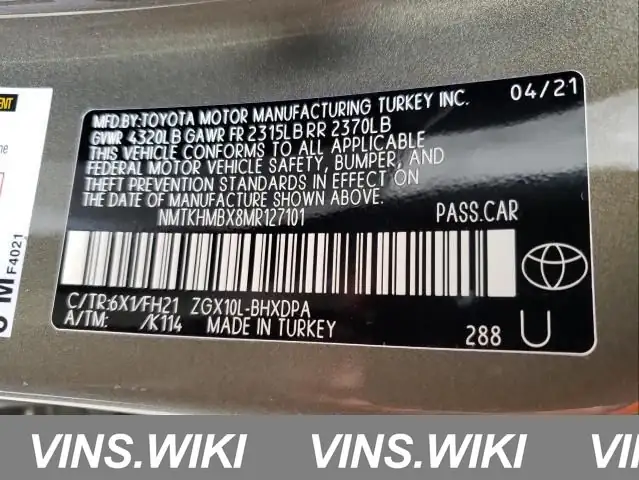 MFD.BY:TOYOTA MOTOR MANUFACTURING TURKEY INC. 04/21
GVWR 4320LB GAWR FR 2315LB RR 2370LB
THIS VEHICLE CONFORMS TO ALL APPLICABLE
FEDERAL MOTOR VEHICLE SAFETY, BUMPER, AND
THEFT PREVENTION STANDARDS IN EFFECT ON
THE DATE OF MANUFACTURE SHOWN ABOVE.
NMTKHMBX8MR127101 PASS.CAR
C/TR:6X1/FH21 ZGX10L-BHXDPA
A/TM: /K114 MADE IN TURKEY 288 U
F4021
M
VINS.WIKI VINS.WIKI VINS